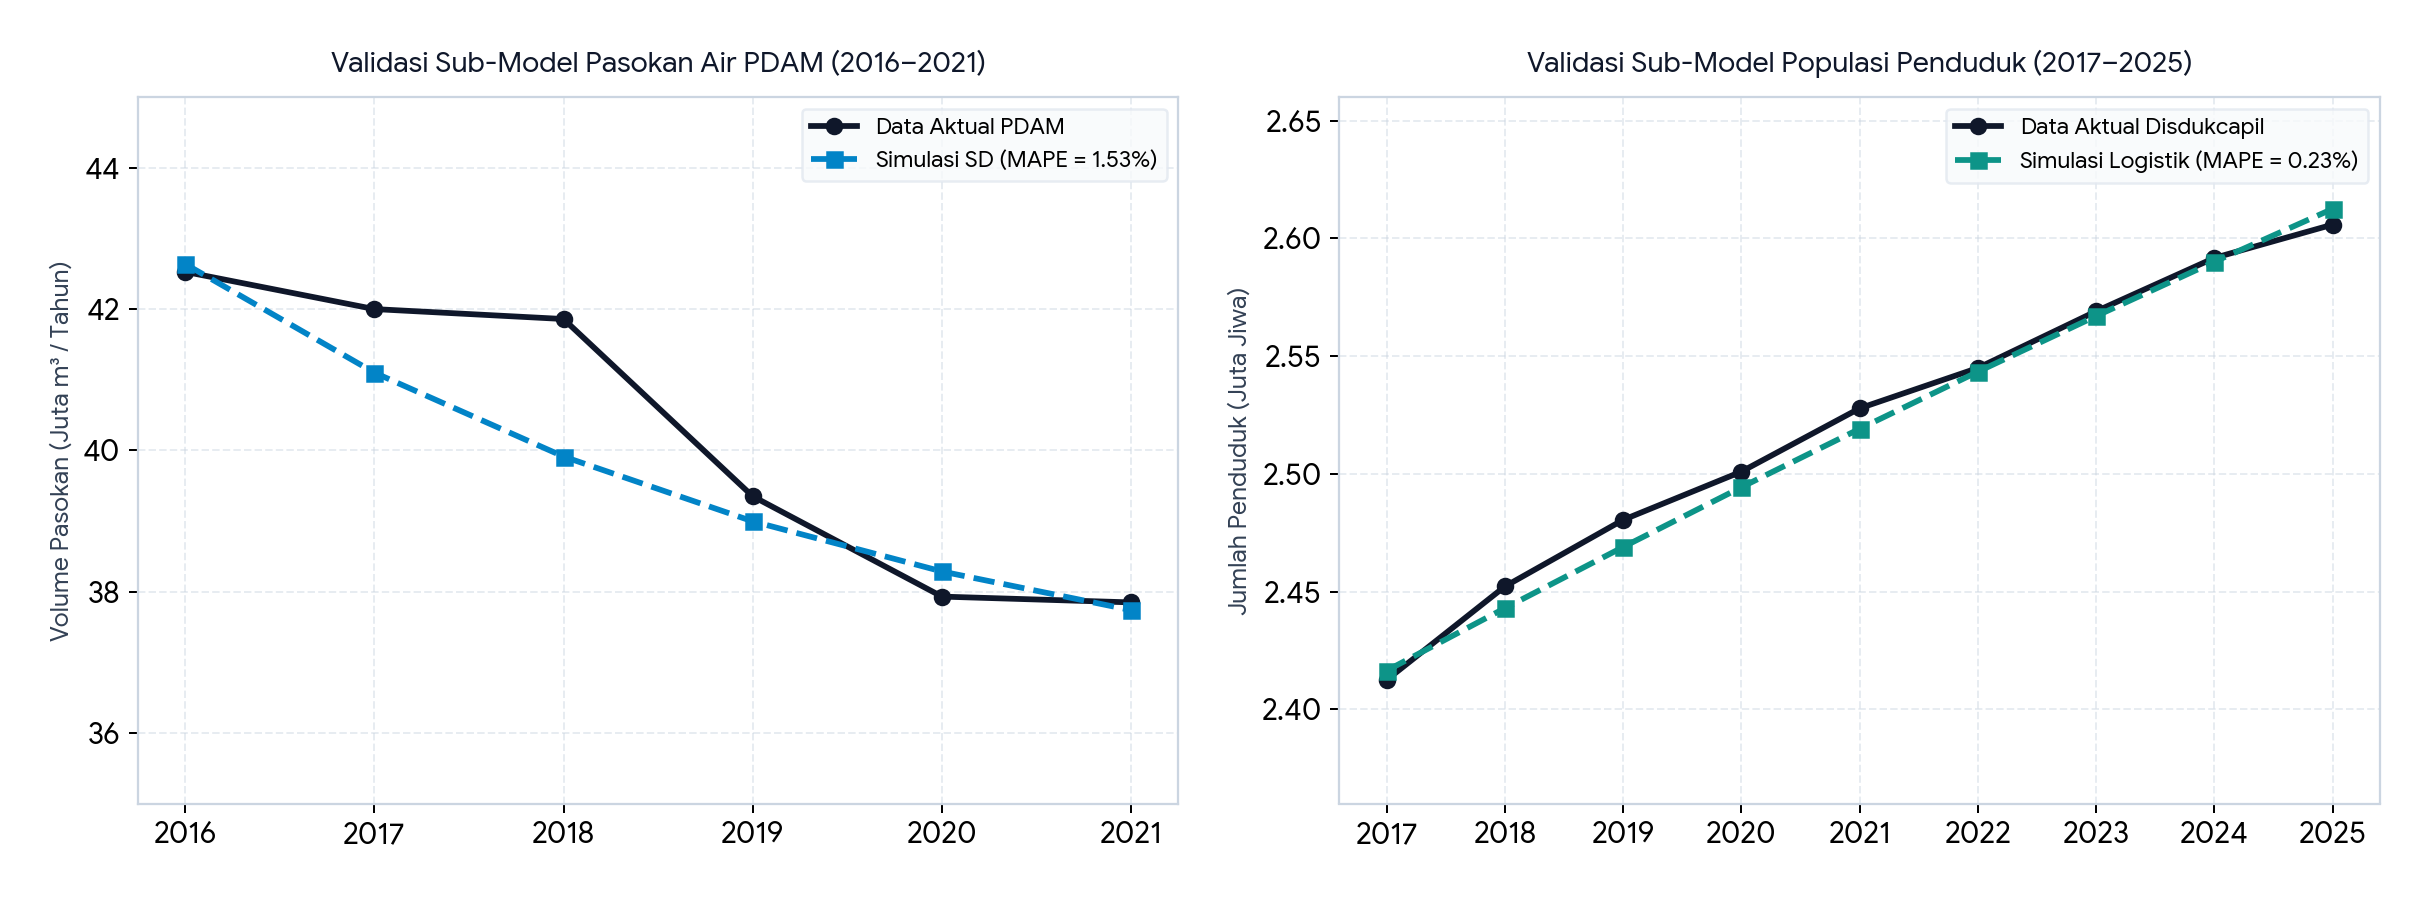 Validasi Sub-Model Pasokan Air PDAM (2016–2021)
Data Aktual PDAM
Simulasi SD (MAPE = 1.53%)
Volume Pasokan (Juta m³ / Tahun)
44
42
40
38
36
2016 2017 2018 2019 2020 2021
Validasi Sub-Model Populasi Penduduk (2017–2025)
Data Aktual Disdukcapil
Simulasi Logistik (MAPE = 0.23%)
Jumlah Penduduk (Juta Jiwa)
2.65
2.60
2.55
2.50
2.45
2.40
2017 2018 2019 2020 2021 2022 2023 2024 2025